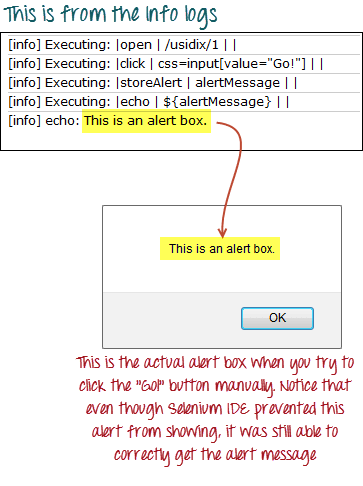 This is from the Info logs
[info] Executing: |open | /usidix/1 | |
[info] Executing: |click | css=input[value="Go!"] | |
[info] Executing: |storeAlert | alertMessage | |
[info] Executing: |echo | ${alertMessage} | |
[info] echo: This is an alert box.
This is an alert box.
OK
This is the actual alert box when you try to
click the "Go!" button manually. Notice that
even though Selenium IDE prevented this
alert from showing, it was still able to
correctly get the alert message